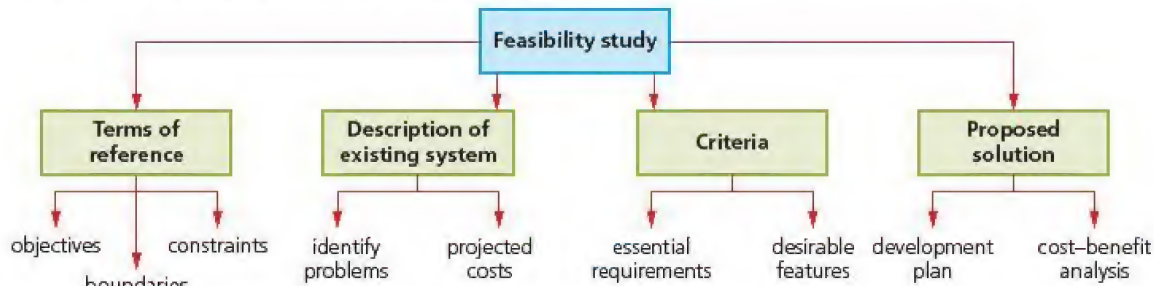 Feasibility study
Terms of
reference
Description of
existing system
Criteria
Proposed
solution
objectives
constraints
boundaries
identify
problems
projected
costs
essential
requirements
desirable
features
development
plan
cost–benefit
analysis